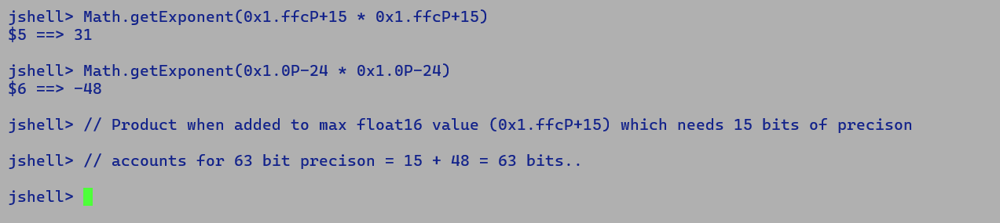 jshell> Math.getExponent(0x1.ffcP+15 * 0x1.ffcP+15)
$5 ==> 31
jshell> Math.getExponent(0x1.0P-24 * 0x1.0P-24)
$6 ==> -48
jshell> // Product when added to max float16 value (0x1.ffcP+15) which needs 15 bits of precison
jshell> // accounts for 63 bit precison = 15 + 48 = 63 bits..
jshell>